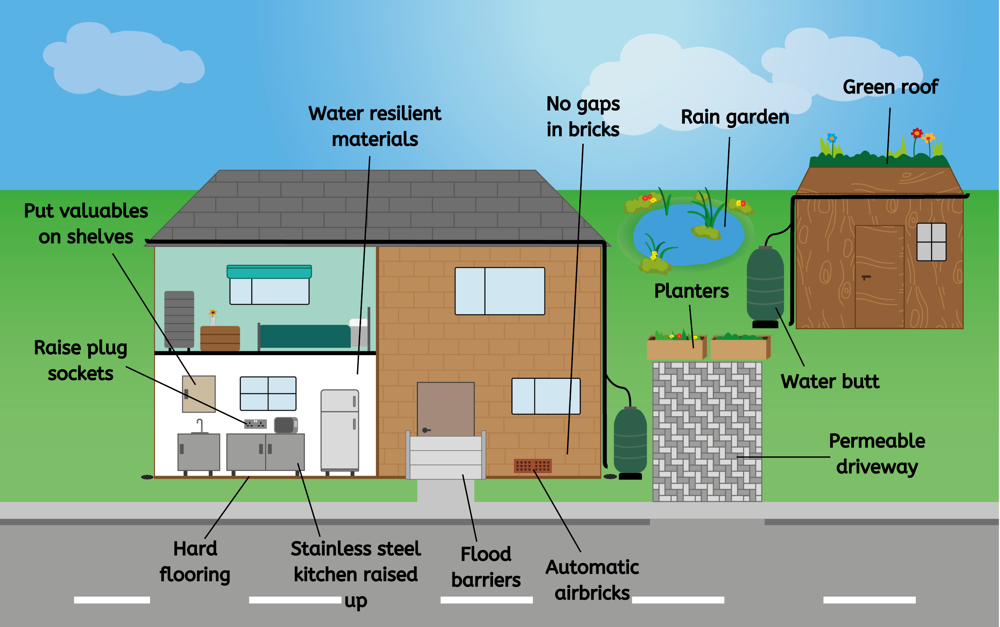 Green roof
No gaps
in bricks
Rain garden
Water resilient
materials
Put valuables
on shelves
Planters
Raise plug
sockets
Water butt
Permeable
driveway
Hard
flooring
Stainless steel
kitchen raised
up
Flood
barriers
Automatic
airbricks